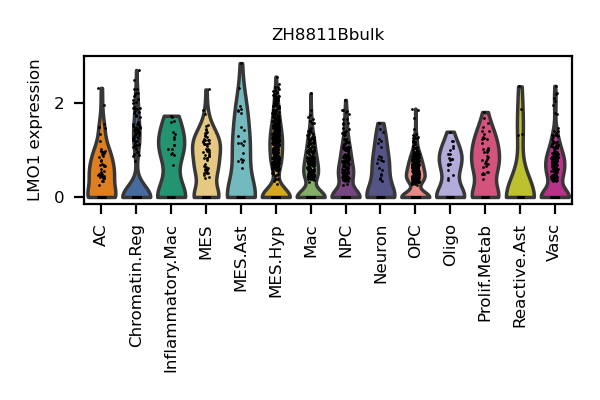 ZH8811Bbulk
LMO1 expression
2
0
AC
Chromatin.Reg
Inflammatory.Mac
MES
MES.Ast
MES.Hyp
Mac
NPC
Neuron
OPC
Oligo
Prolif.Metab
Reactive.Ast
Vasc